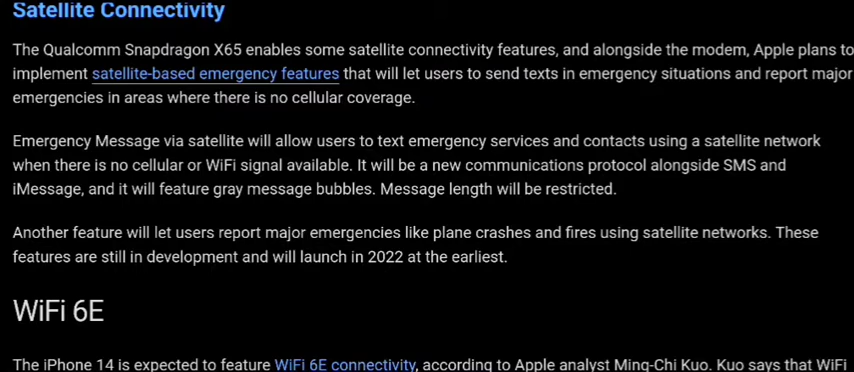 Satellite Connectivity
The Qualcomm Snapdragon X65 enables some satellite connectivity features, and alongside the modem, Apple plans to
implement satellite-based emergency features that will let users to send texts in emergency situations and report major
emergencies in areas where there is no cellular coverage.
Emergency Message via satellite will allow users to text emergency services and contacts using a satellite network
when there is no cellular or WiFi signal available. It will be a new communications protocol alongside SMS and
iMessage, and it will feature gray message bubbles. Message length will be restricted.
Another feature will let users report major emergencies like plane crashes and fires using satellite networks. These
features are still in development and will launch in 2022 at the earliest.
WiFi 6E
The iPhone 14 is expected to feature WiFi 6E connectivity, according to Apple analyst Ming-Chi Kuo. Kuo says that WiFi